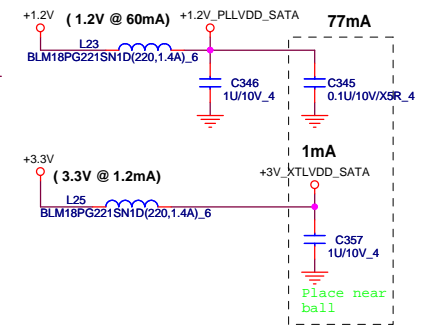 +1.2V ( 1.2V @ 60mA) +1.2V_PLLVDD_SATA
77mA
L23
BLM18PG221SN1D(220,1.4A)_6
C346
1U/10V_4
C345
0.1U/10V/X5R_4
1mA
+3.3V ( 3.3V @ 1.2mA)
+3V_XTLVDD_SATA
L25
BLM18PG221SN1D(220,1.4A)_6
C357
1U/10V_4
Place near
ball